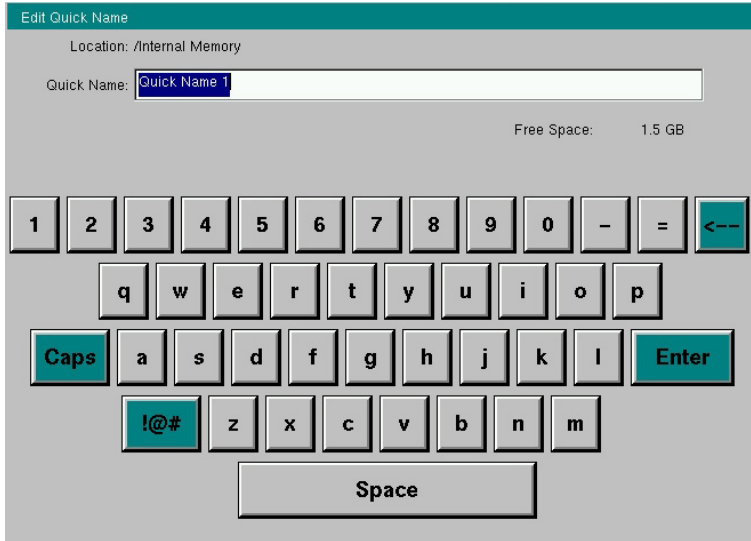 Edit Quick Name
Location: /Internal Memory
Quick Name: Quick Name 1
Free Space: 1.5 GB
1 2 3 4 5 6 7 8 9 0 - = <--
q w e r t y u i o p
Caps a s d f g h j k l Enter
!@# z x c v b n m
Space